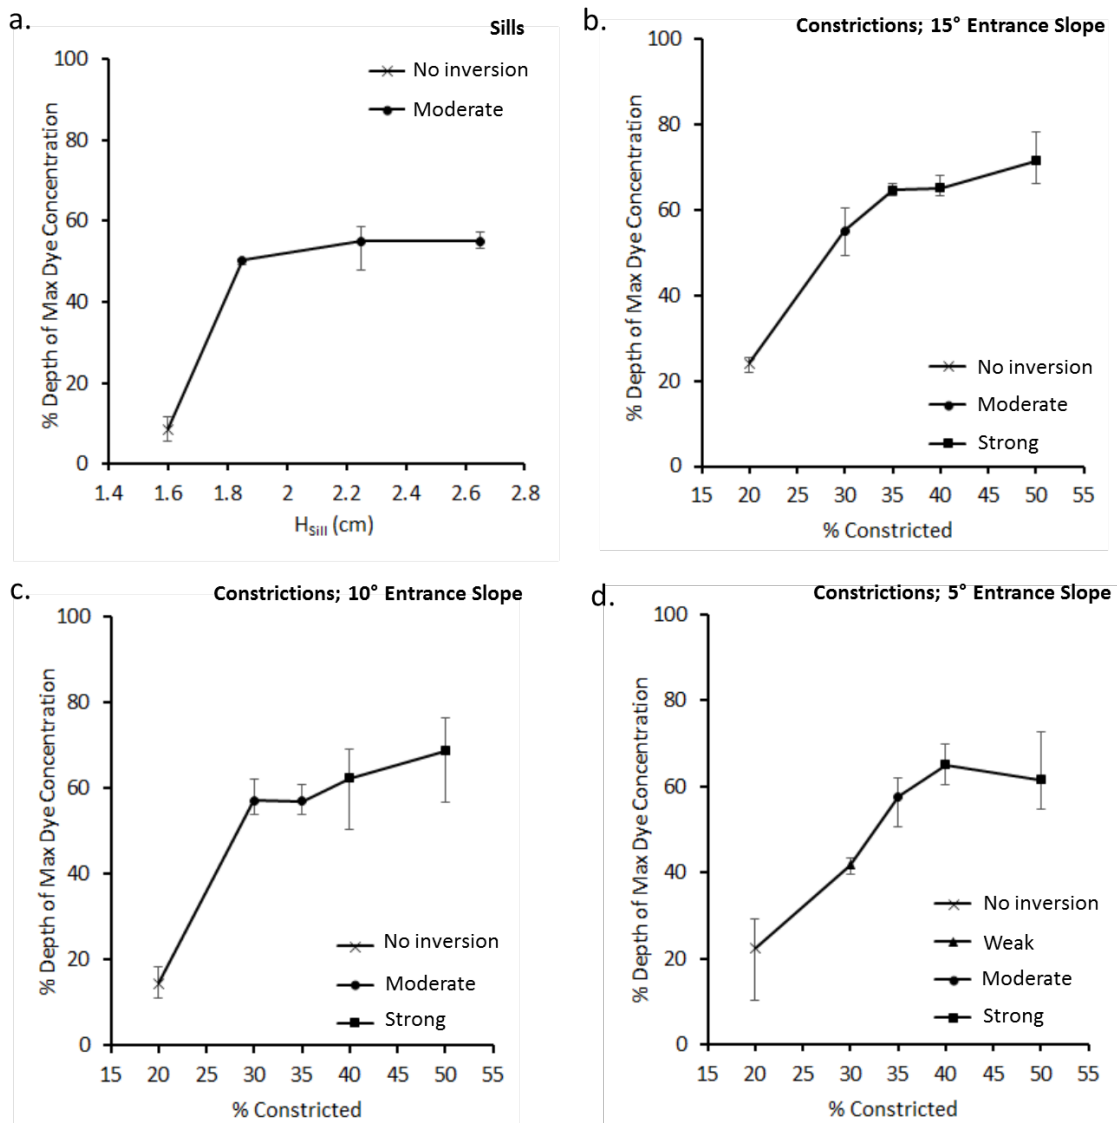 a.
Sills
% Depth of Max Dye Concentration
100
80
60
40
20
0
No inversion
Moderate
1.4 1.6 1.8 2 2.2 2.4 2.6 2.8
H_Sill (cm)
b.
Constrictions; 15° Entrance Slope
% Depth of Max Dye Concentration
100
80
60
40
20
0
No inversion
Moderate
Strong
15 20 25 30 35 40 45 50 55
% Constricted
c.
Constrictions; 10° Entrance Slope
% Depth of Max Dye Concentration
100
80
60
40
20
0
No inversion
Moderate
Strong
15 20 25 30 35 40 45 50 55
% Constricted
d.
Constrictions; 5° Entrance Slope
% Depth of Max Dye Concentration
100
80
60
40
20
0
No inversion
Weak
Moderate
Strong
15 20 25 30 35 40 45 50 55
% Constricted